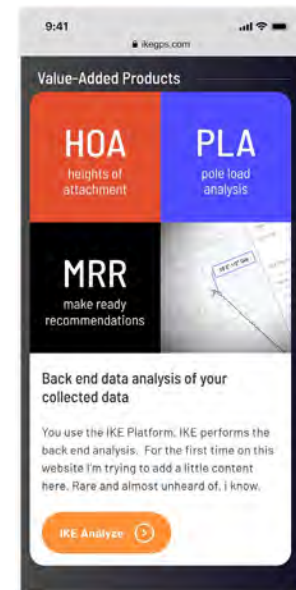 9:41
ikegps.com
Value-Added Products
HOA
heights of
attachment
PLA
pole load
analysis
MRR
make ready
recommendations
Back end data analysis of your
collected data
You use the IKE Platform, IKE performs the
back end analysis. For the first time on this
website I'm trying to add a little content
here. Rare and almost unheard of, i know.
IKE Analyze